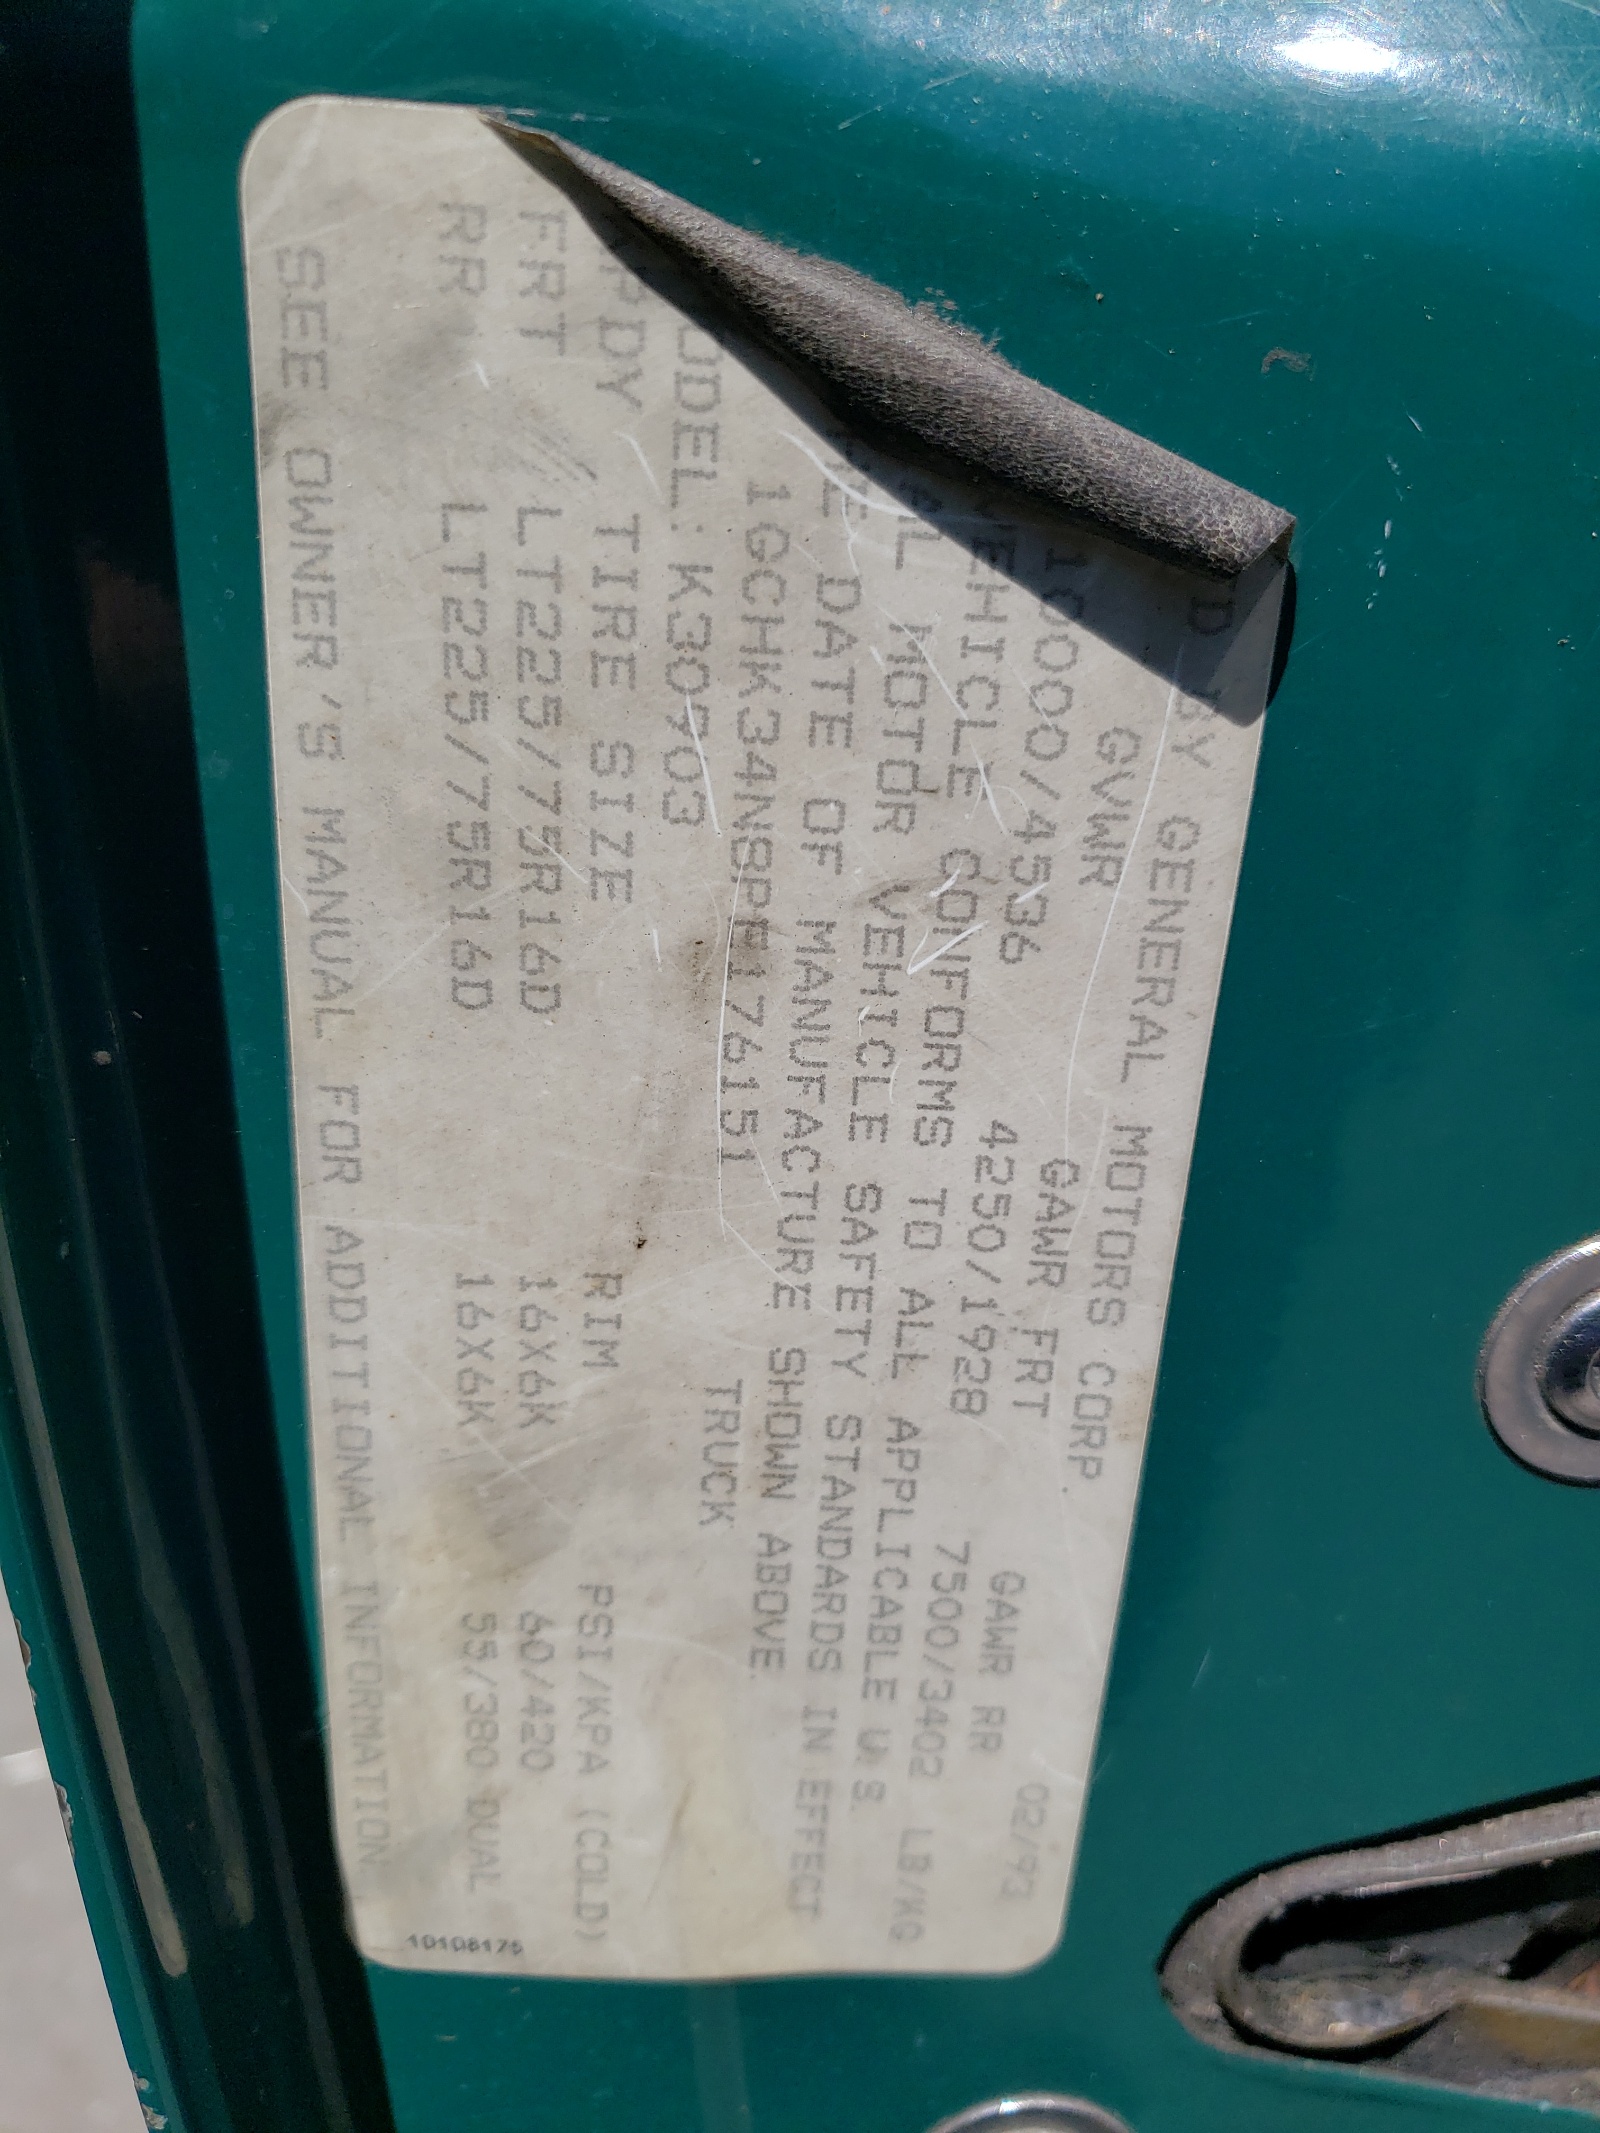 BY GENERAL MOTORS CORP. 02/93
GVWR GAWR FRT GAWR RR
10000/4536 4250/1928 7500/3402 LB/KG
VEHICLE CONFORMS TO ALL APPLICABLE U.S.
MOTOR VEHICLE SAFETY STANDARDS IN EFFECT
DATE OF MANUFACTURE SHOWN ABOVE.
1GCHK34N8PE176151 TRUCK
ODEL: K30903
TIRE SIZE RIM PSI/KPA (COLD)
FRT LT225/75R16D 16X6K 60/420
RR LT225/75R16D 16X6K 55/380 DUAL
SEE OWNER'S MANUAL FOR ADDITIONAL INFORMATION.
10108175